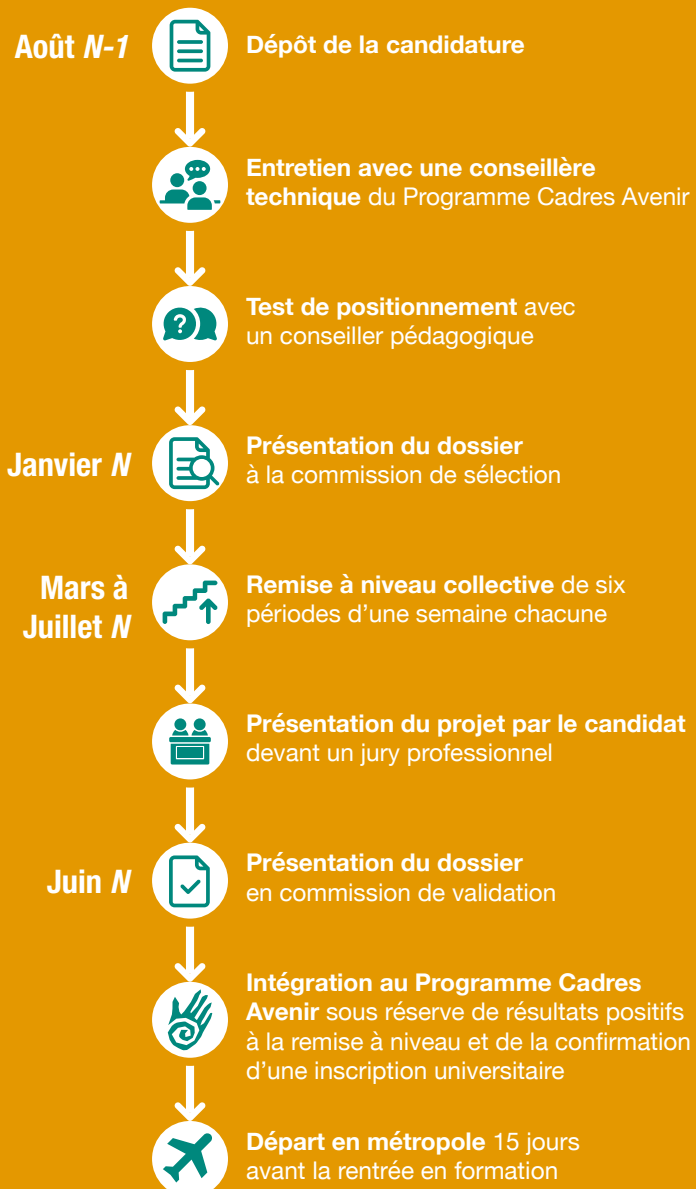 Août N-1
Dépôt de la candidature
Entretien avec une conseillère
technique du Programme Cadres Avenir
?
Test de positionnement avec
un conseiller pédagogique
Janvier N
Présentation du dossier
à la commission de sélection
Mars à
Juillet N
Remise à niveau collective de six
périodes d’une semaine chacune
Présentation du projet par le candidat
devant un jury professionnel
Juin N
Présentation du dossier
en commission de validation
Intégration au Programme Cadres
Avenir sous réserve de résultats positifs
à la remise à niveau et de la confirmation
d’une inscription universitaire
Départ en métropole 15 jours
avant la rentrée en formation